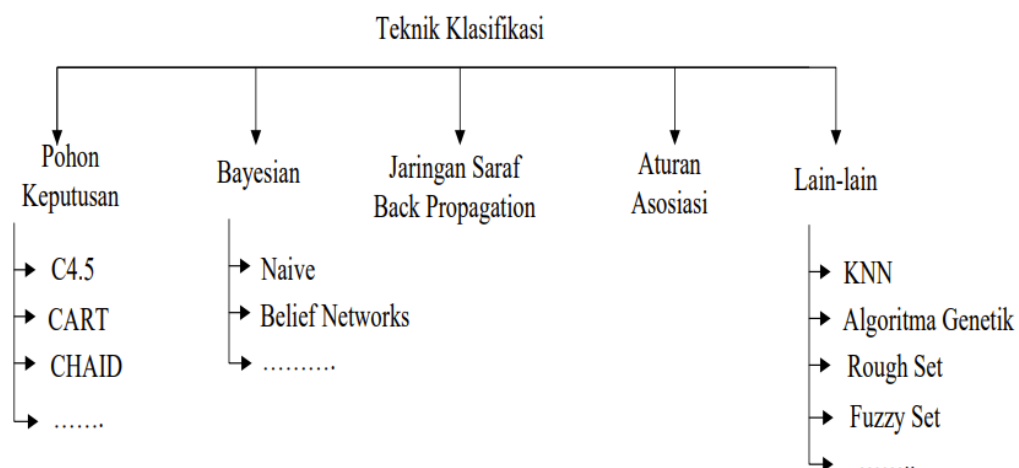 Teknik Klasifikasi
Pohon
Keputusan
C4.5
CART
CHAID
…….
Bayesian
Naive
Belief Networks
……….
Jaringan Saraf
Back Propagation
Aturan
Asosiasi
Lain-lain
KNN
Algoritma Genetik
Rough Set
Fuzzy Set
……..